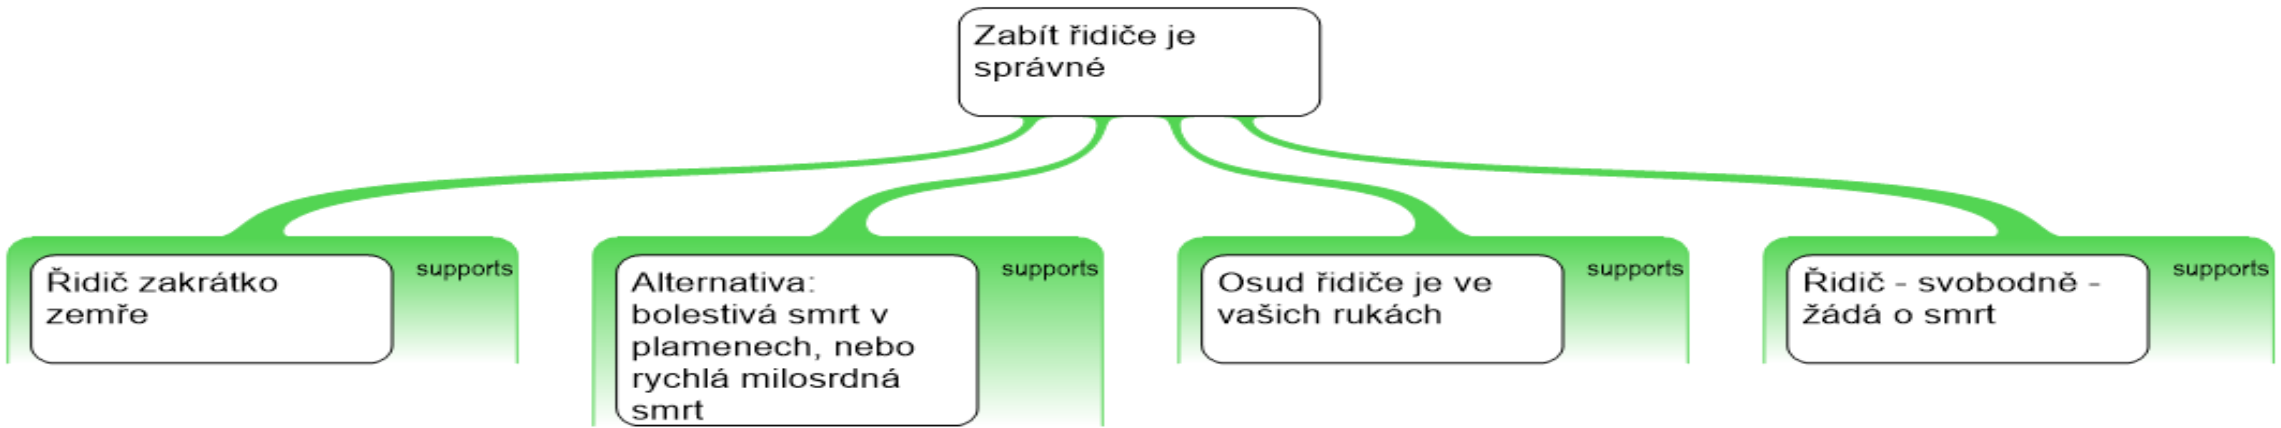 Zabít řidiče je
správné
Řidič zakrátko
zemře
supports
Alternativa:
bolestivá smrt v
plamenech, nebo
rychlá milosrdná
smrt
supports
Osud řidiče je ve
vašich rukách
supports
Řidič - svobodně -
žádá o smrt
supports